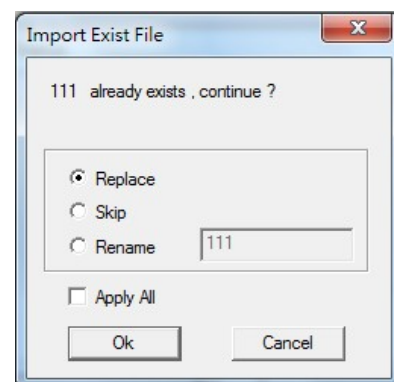 Import Exist File
111 already exists , continue ?
Replace
Skip
Rename 111
Apply All
Ok Cancel